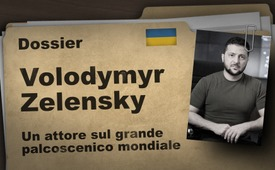 Dossier
Volodymyr
Zelensky
Un attore sul grande
palcoscenico mondiale